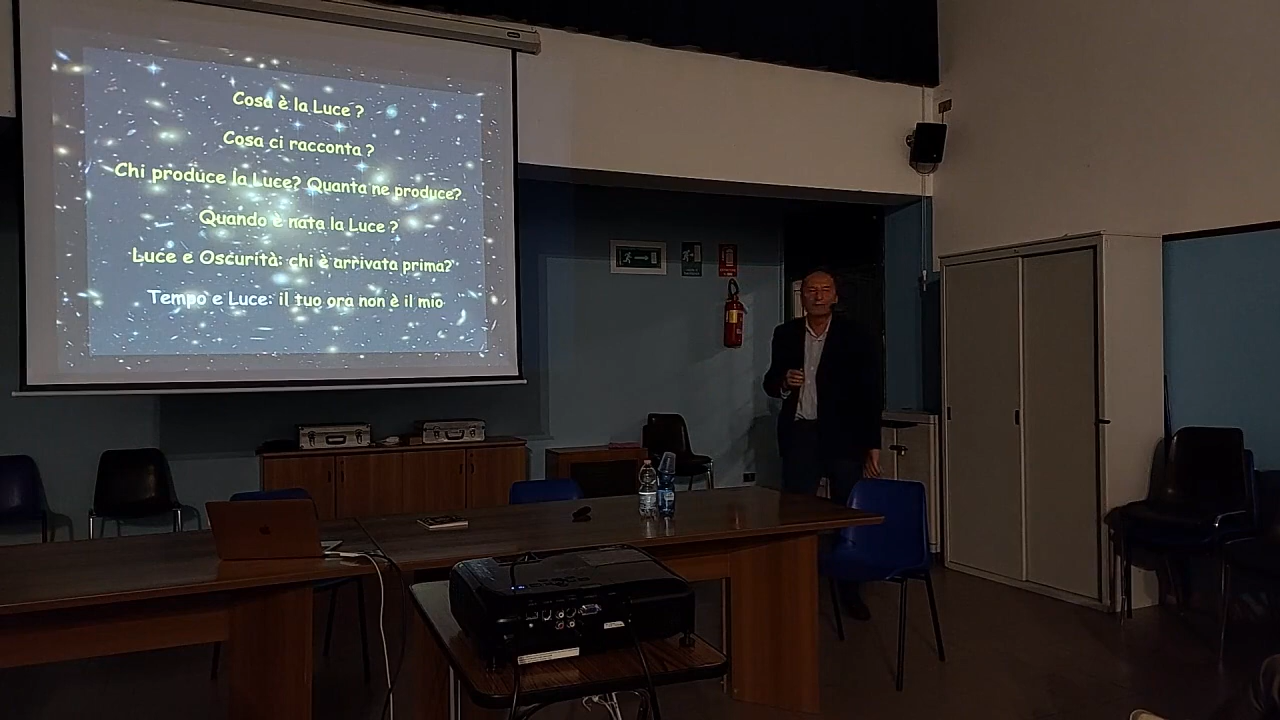 Cosa è la Luce ?
Cosa ci racconta ?
Chi produce la Luce? Quanta ne produce?
Quando è nata la Luce ?
Luce e Oscurità: chi è arrivata prima?
Tempo e Luce: il tuo ora non è il mio